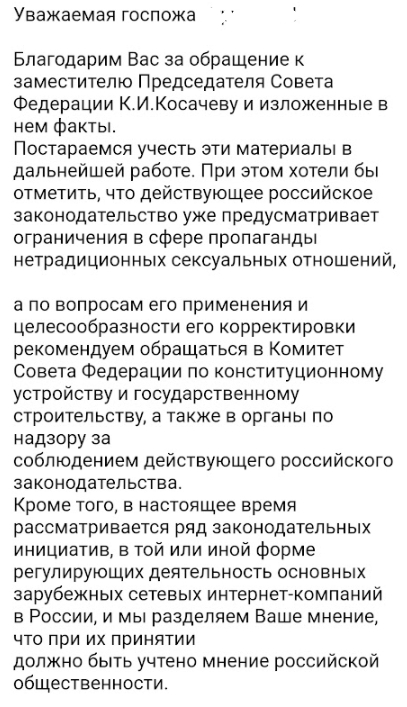 Уважаемая госпожа !
Благодарим Вас за обращение к
заместителю Председателя Совета
Федерации К.И.Косачеву и изложенные в
нем факты.
Постараемся учесть эти материалы в
дальнейшей работе. При этом хотели бы
отметить, что действующее российское
законодательство уже предусматривает
ограничения в сфере пропаганды
нетрадиционных сексуальных отношений,
а по вопросам его применения и
целесообразности его корректировки
рекомендуем обращаться в Комитет
Совета Федерации по конституционному
устройству и государственному
строительству, а также в органы по
надзору за
соблюдением действующего российского
законодательства.
Кроме того, в настоящее время
рассматривается ряд законодательных
инициатив, в той или иной форме
регулирующих деятельность основных
зарубежных сетевых интернет-компаний
в России, и мы разделяем Ваше мнение,
что при их принятии
должно быть учтено мнение российской
общественности.